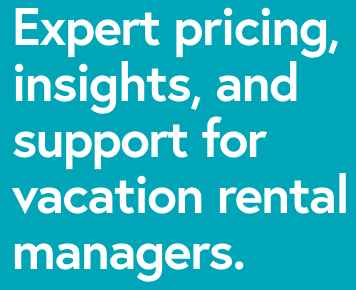 Expert pricing,
insights, and
support for
vacation rental
managers.